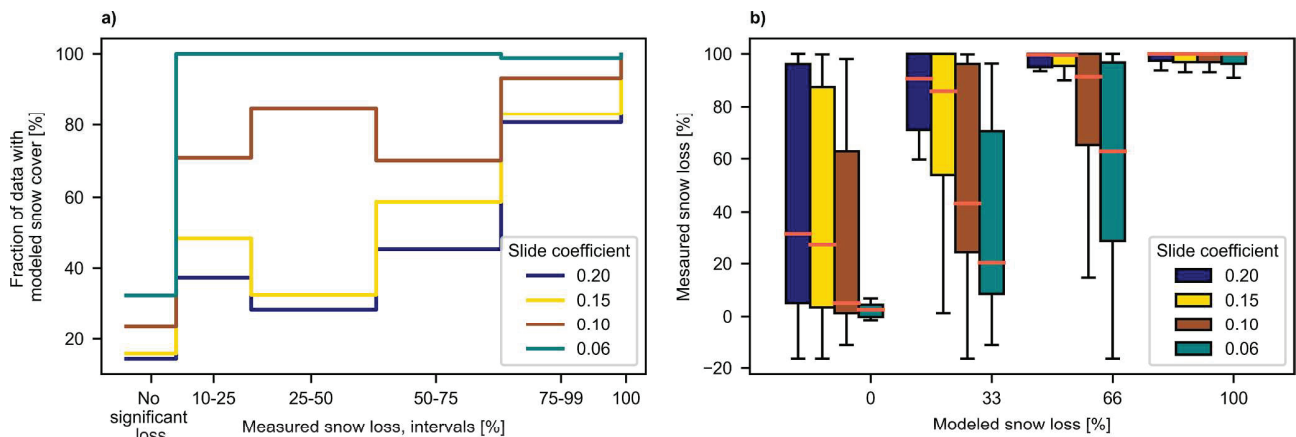 a)
Fraction of data with
modeled snow cover [%]
100
80
60
40
20
Slide coefficient
0.20
0.15
0.10
0.06
No
significant
loss
10-25
25-50
50-75
75-99
100
Measured snow loss, intervals [%]
b)
Mesaured snow loss [%]
100
80
60
40
20
0
−20
Slide coefficient
0.20
0.15
0.10
0.06
0
33
66
100
Modeled snow loss [%]